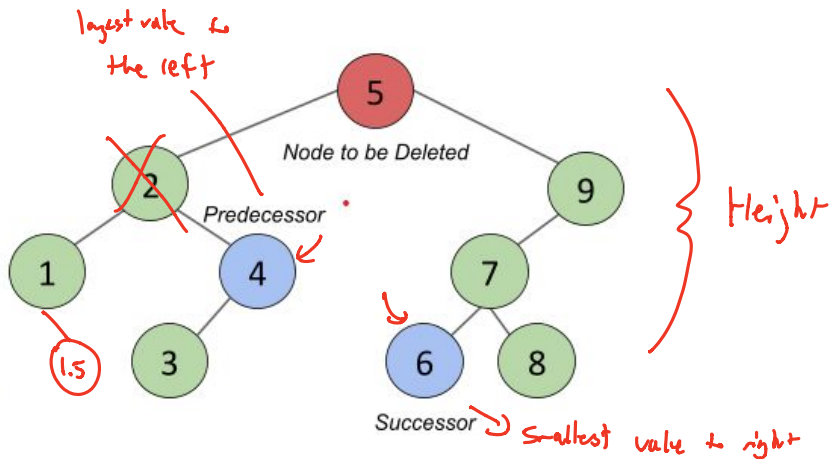 largest value to
the left
5
Node to be Deleted
2
9
Height
Predecessor
1
4
7
1.5
3
6
8
Successor
smallest value to right